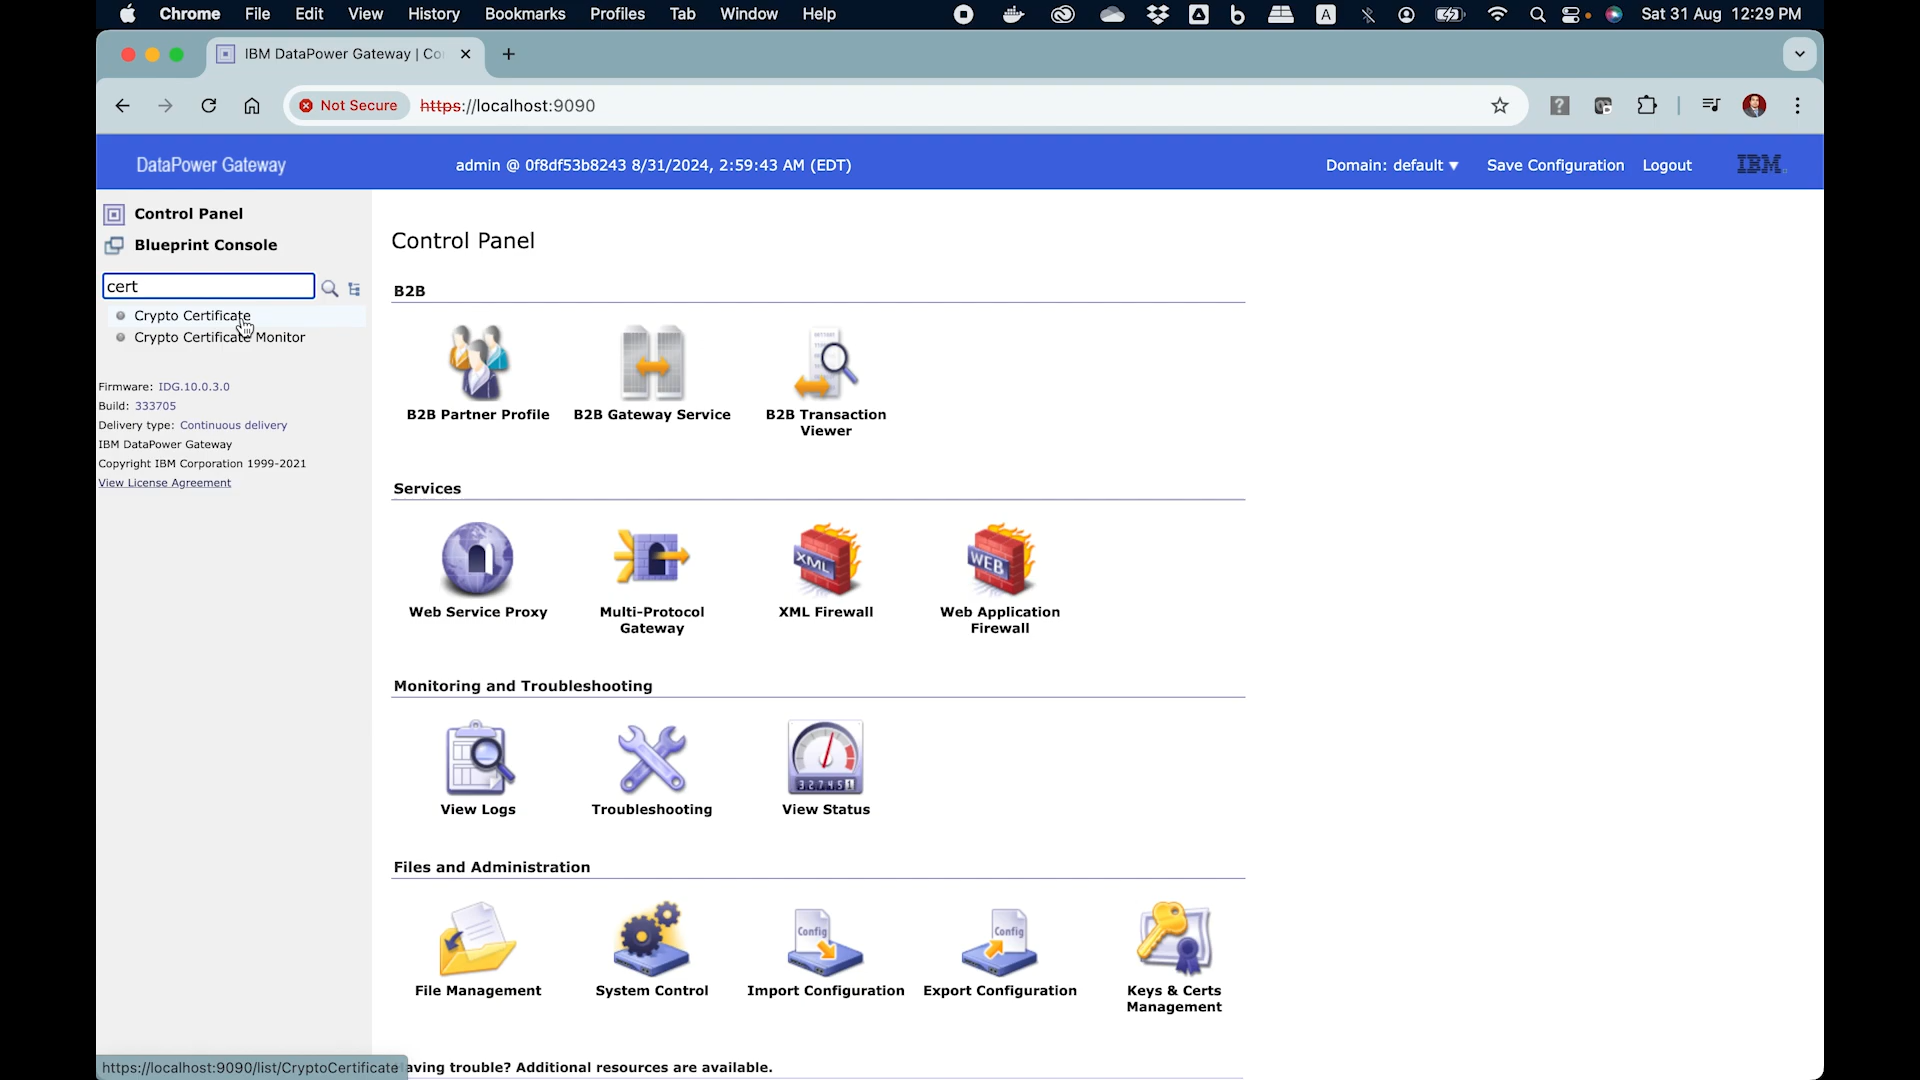 Chrome File Edit View History Bookmarks Profiles Tab Window Help Sat 31 Aug 12:29 PM
IBM DataPower Gateway | Co
Not Secure https://localhost:9090
DataPower Gateway admin @ 0f8df53b8243 8/31/2024, 2:59:43 AM (EDT) Domain: default Save Configuration Logout IBM
Control Panel
Blueprint Console
cert
Crypto Certificate
Crypto Certificate Monitor
Firmware: IDG.10.0.3.0
Build: 333705
Delivery type: Continuous delivery
IBM DataPower Gateway
Copyright IBM Corporation 1999-2021
View License Agreement
Control Panel
B2B
B2B Partner Profile B2B Gateway Service B2B Transaction
Viewer
Services
XML WEB
Web Service Proxy Multi-Protocol XML Firewall Web Application
Gateway Firewall
Monitoring and Troubleshooting
View Logs Troubleshooting View Status
Files and Administration
Config Config
File Management System Control Import Configuration Export Configuration Keys & Certs
Management
https://localhost:9090/list/CryptoCertificate aving trouble? Additional resources are available.